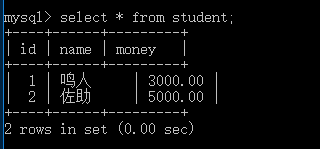 mysql> select * from student;
+----+------+---------+
| id | name | money   |
+----+------+---------+
|  1 | 鸣人 | 3000.00 |
|  2 | 佐助 | 5000.00 |
+----+------+---------+
2 rows in set (0.00 sec)